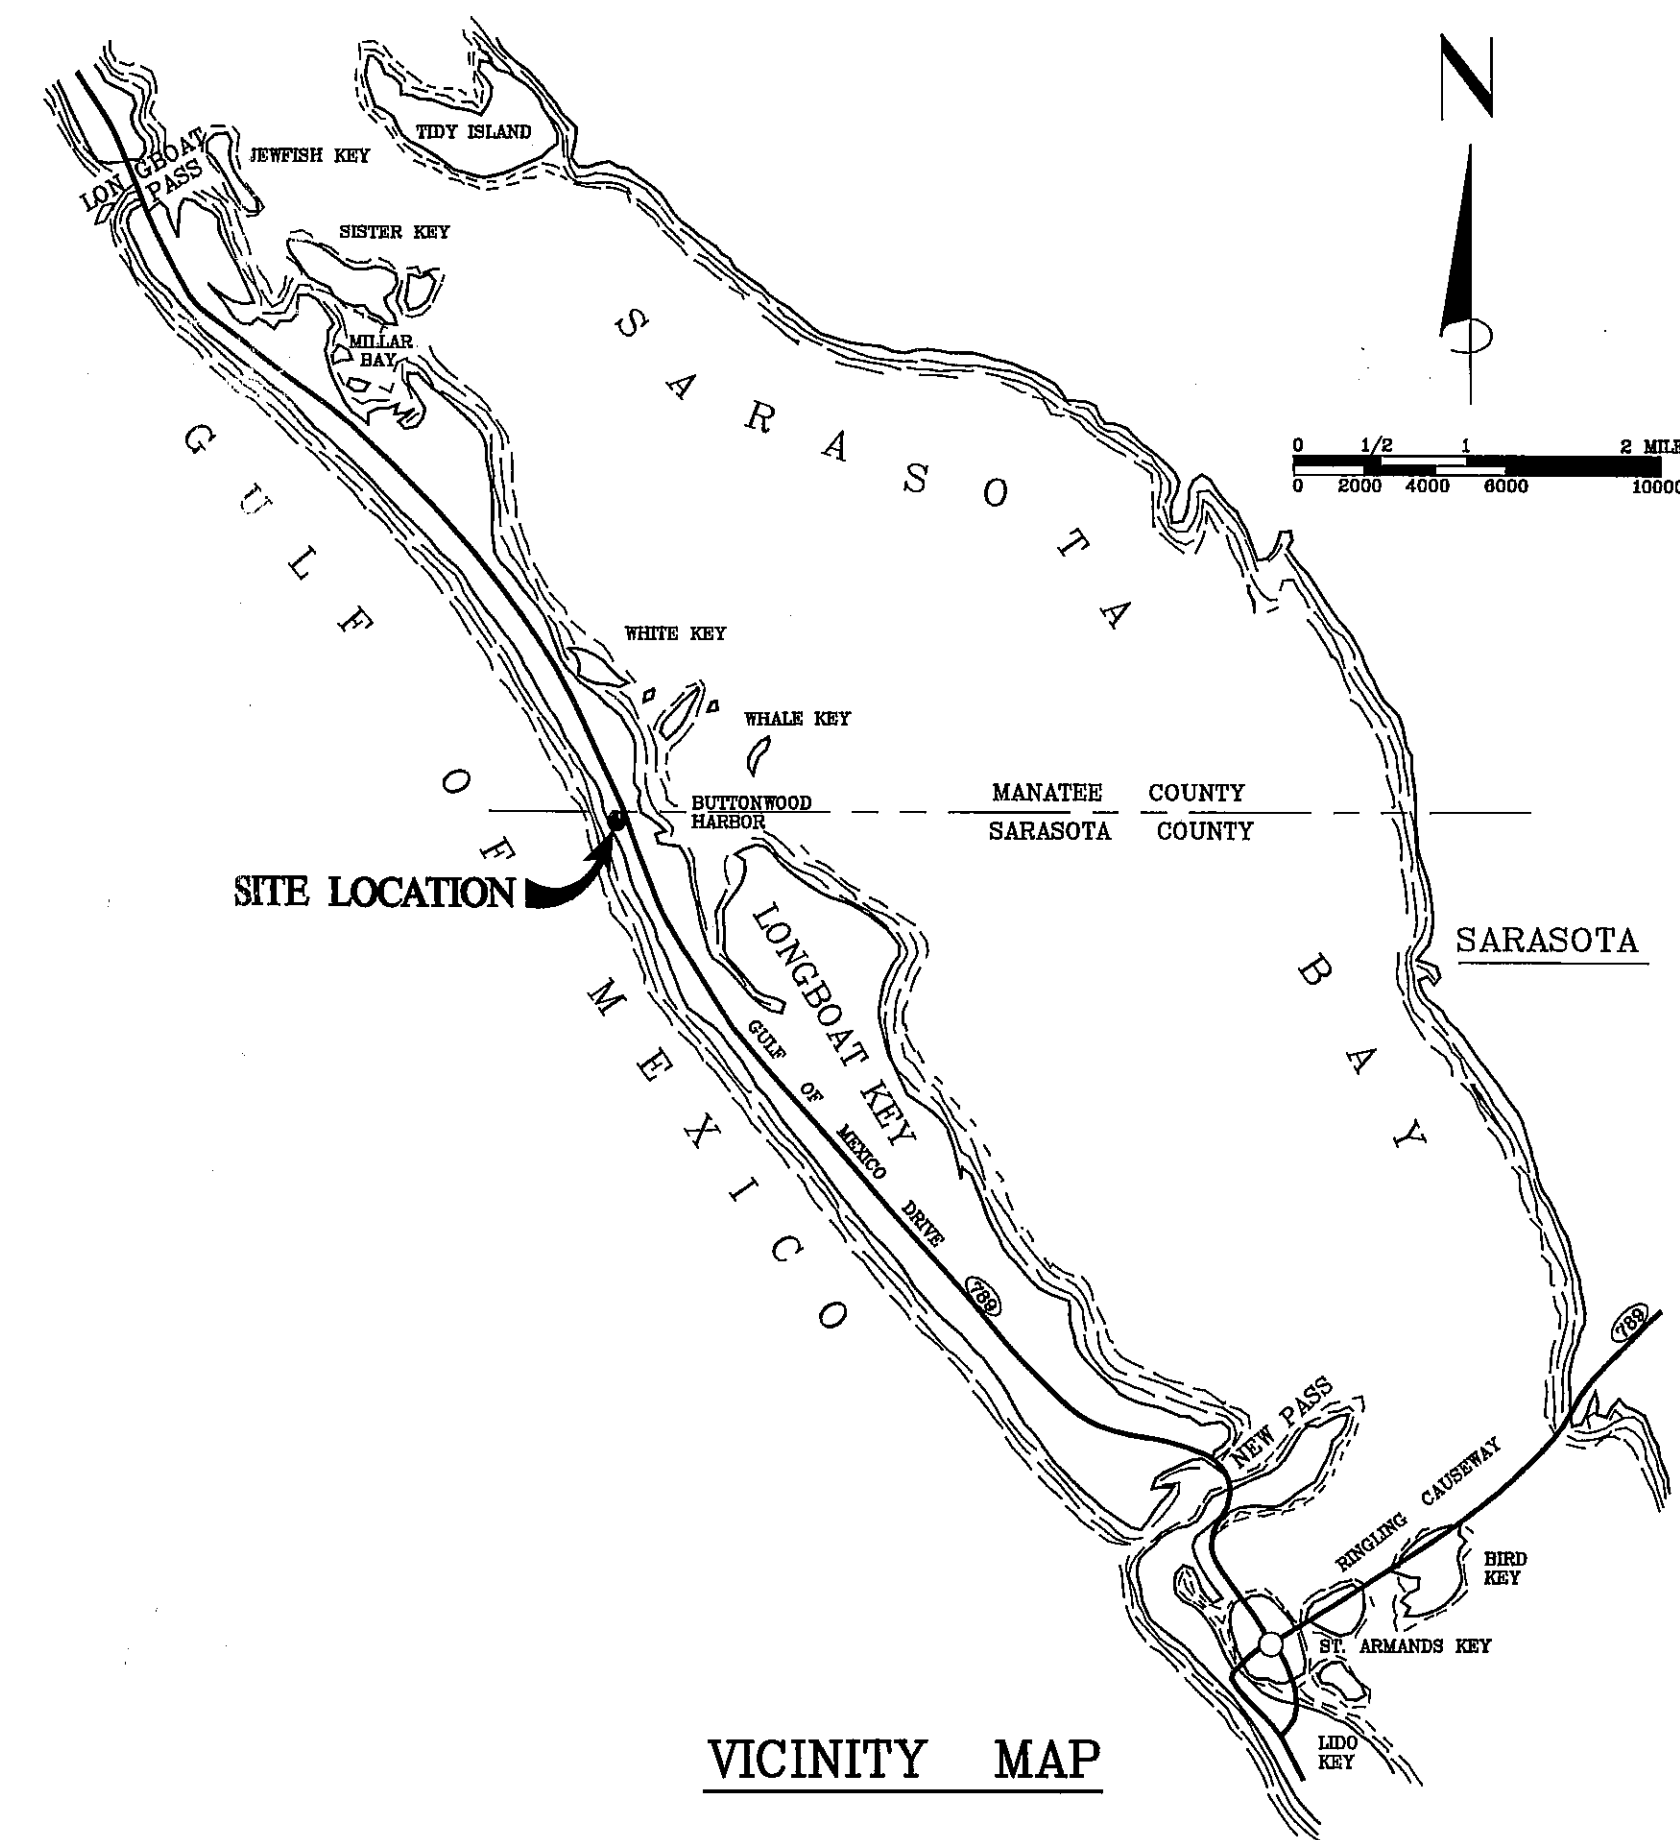 N
TIDY ISLAND
JEWFISH KEY
LONGBOAT
PASS
SISTER KEY
MILLAR
BAY
SARASOTA BAY
0 1/2 1 2 MILE
0 2000 4000 6000 10000
GULF OF MEXICO
WHITE KEY
WHALE KEY
BUTTONWOOD
HARBOR
MANATEE COUNTY
SARASOTA COUNTY
SITE LOCATION
SARASOTA
LONGBOAT KEY
GULF OF MEXICO DRIVE
789
789
NEW PASS
RINGLING CAUSEWAY
BIRD
KEY
ST. ARMANDS KEY
LIDO
KEY
VICINITY MAP